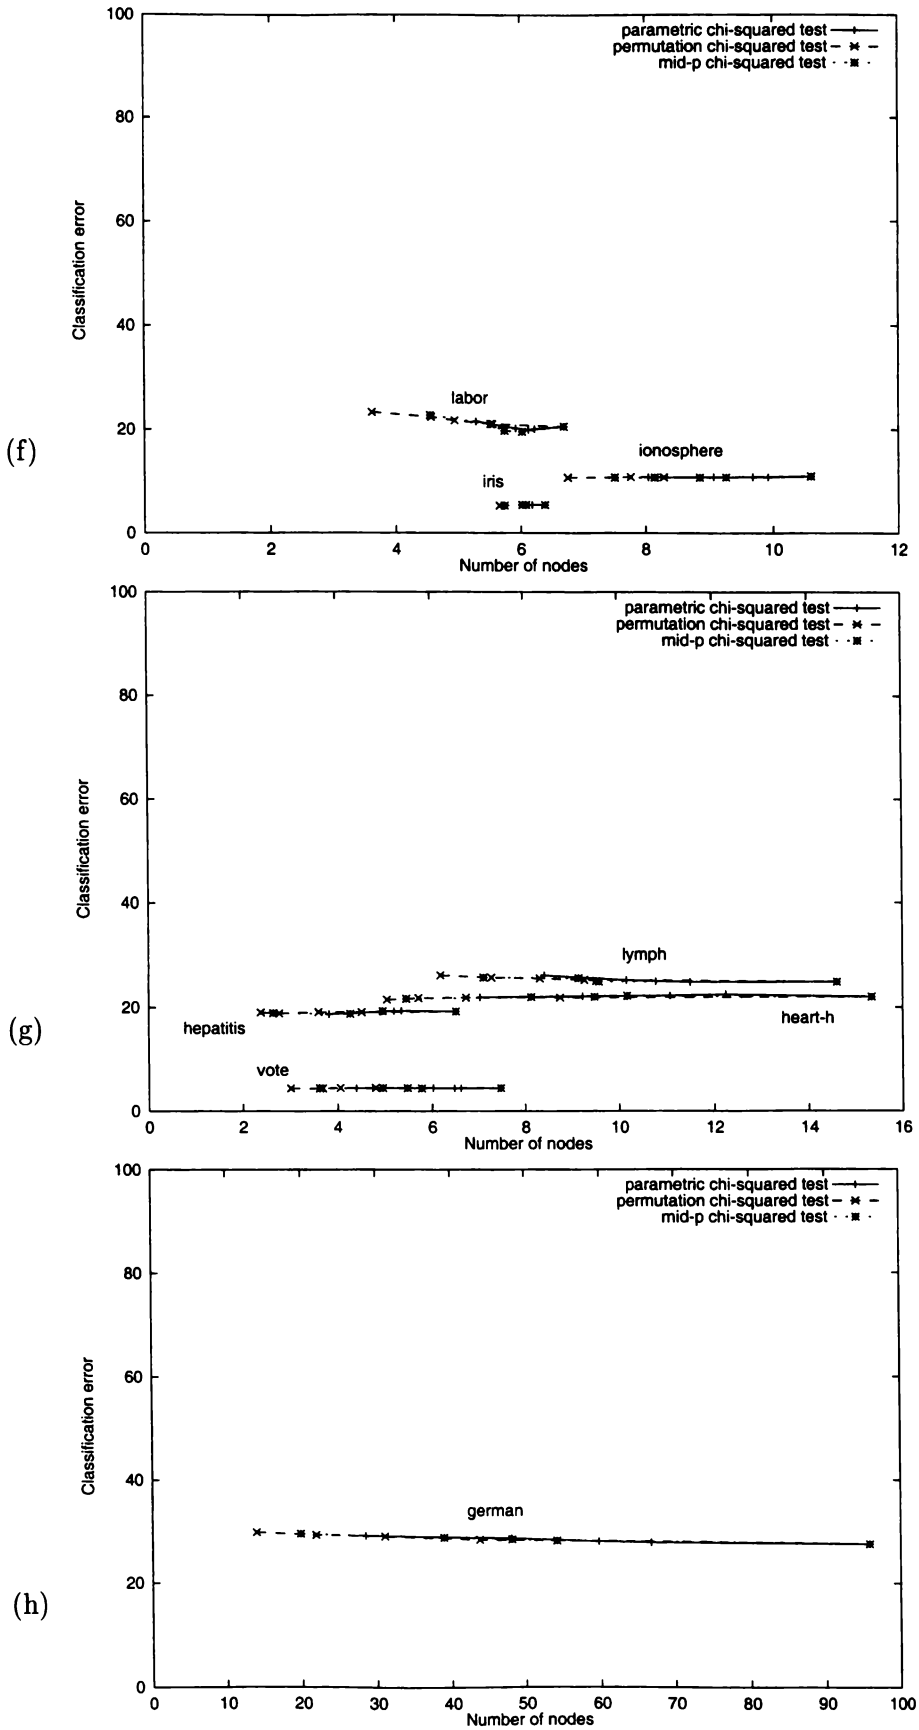 parametric chi-squared test
permutation chi-squared test
mid-p chi-squared test
80
60
40
20
0
Classification error
labor
ionosphere
iris
(f)
0 2 4 6 8 10 12
Number of nodes
100
parametric chi-squared test
permutation chi-squared test
mid-p chi-squared test
80
60
40
20
0
Classification error
lymph
heart-h
hepatitis
vote
(g)
0 2 4 6 8 10 12 14 16
Number of nodes
100
parametric chi-squared test
permutation chi-squared test
mid-p chi-squared test
80
60
40
20
0
Classification error
german
(h)
0 10 20 30 40 50 60 70 80 90 100
Number of nodes